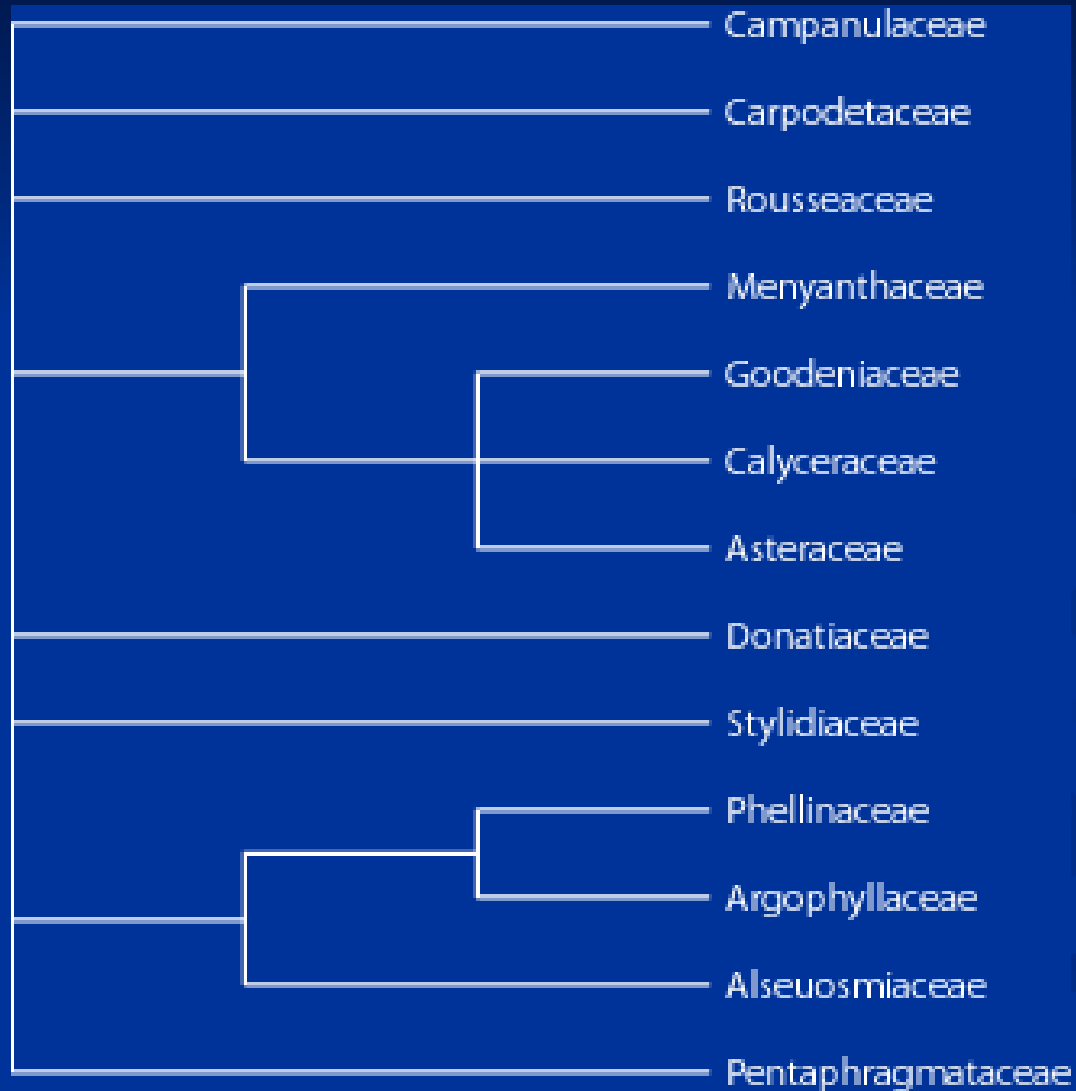 Campanulaceae
Carpodetaceae
Rousseaceae
Menyanthaceae
Goodeniaceae
Calyceraceae
Asteraceae
Donatiaceae
Stylidiaceae
Phellinaceae
Argophyllaceae
Alseuosmiaceae
Pentaphragmataceae